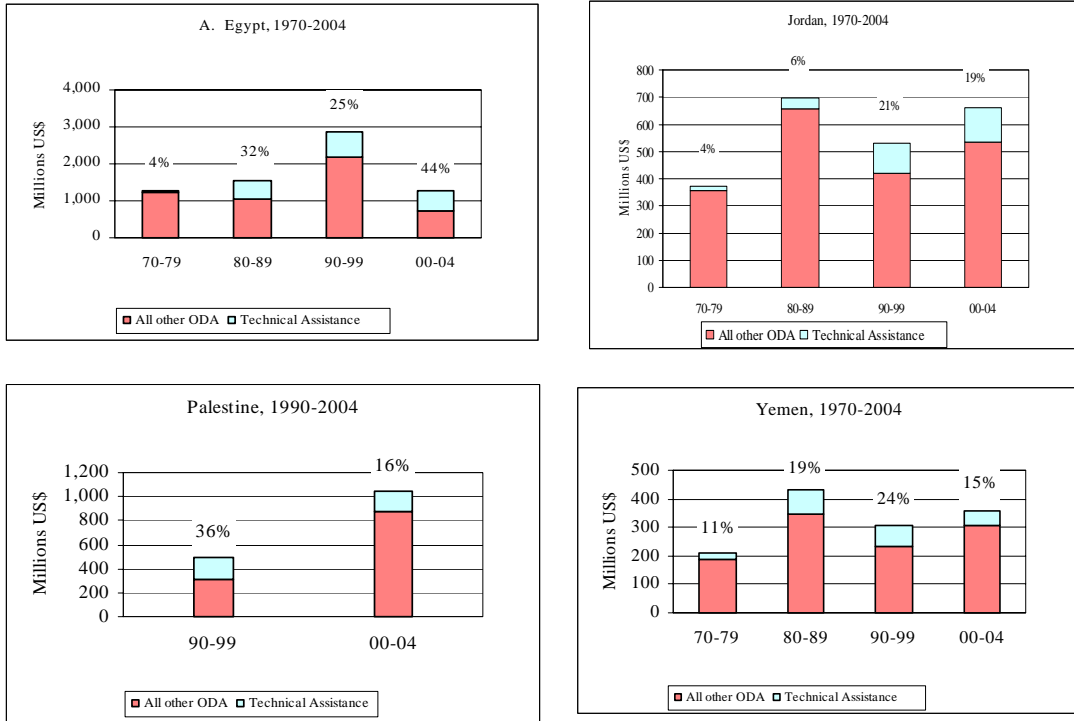 A. Egypt, 1970-2004
Millions US$
4,000
3,000
2,000
1,000
0
4%
32%
25%
44%
70-79 80-89 90-99 00-04
All other ODA Technical Assistance
Jordan, 1970-2004
Millions US$
800
700
600
500
400
300
200
100
0
4%
6%
21%
19%
70-79 80-89 90-99 00-04
All other ODA Technical Assistance
Palestine, 1990-2004
Millions US$
1,200
1,000
800
600
400
200
0
36%
16%
90-99 00-04
All other ODA Technical Assistance
Yemen, 1970-2004
Millions US$
500
400
300
200
100
0
11%
19%
24%
15%
70-79 80-89 90-99 00-04
All other ODA Technical Assistance